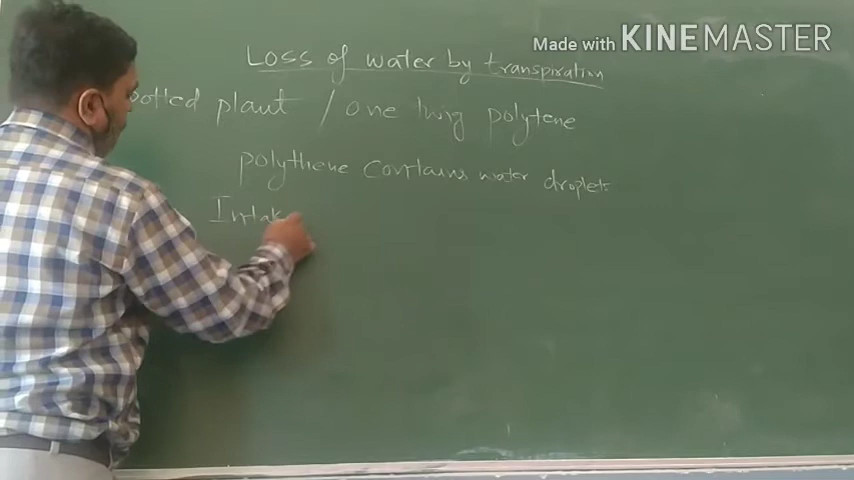 Made with KINEMASTER
Loss of water by transpiration
otted plant / one twig polytene
polythene contains water droplets
Intak